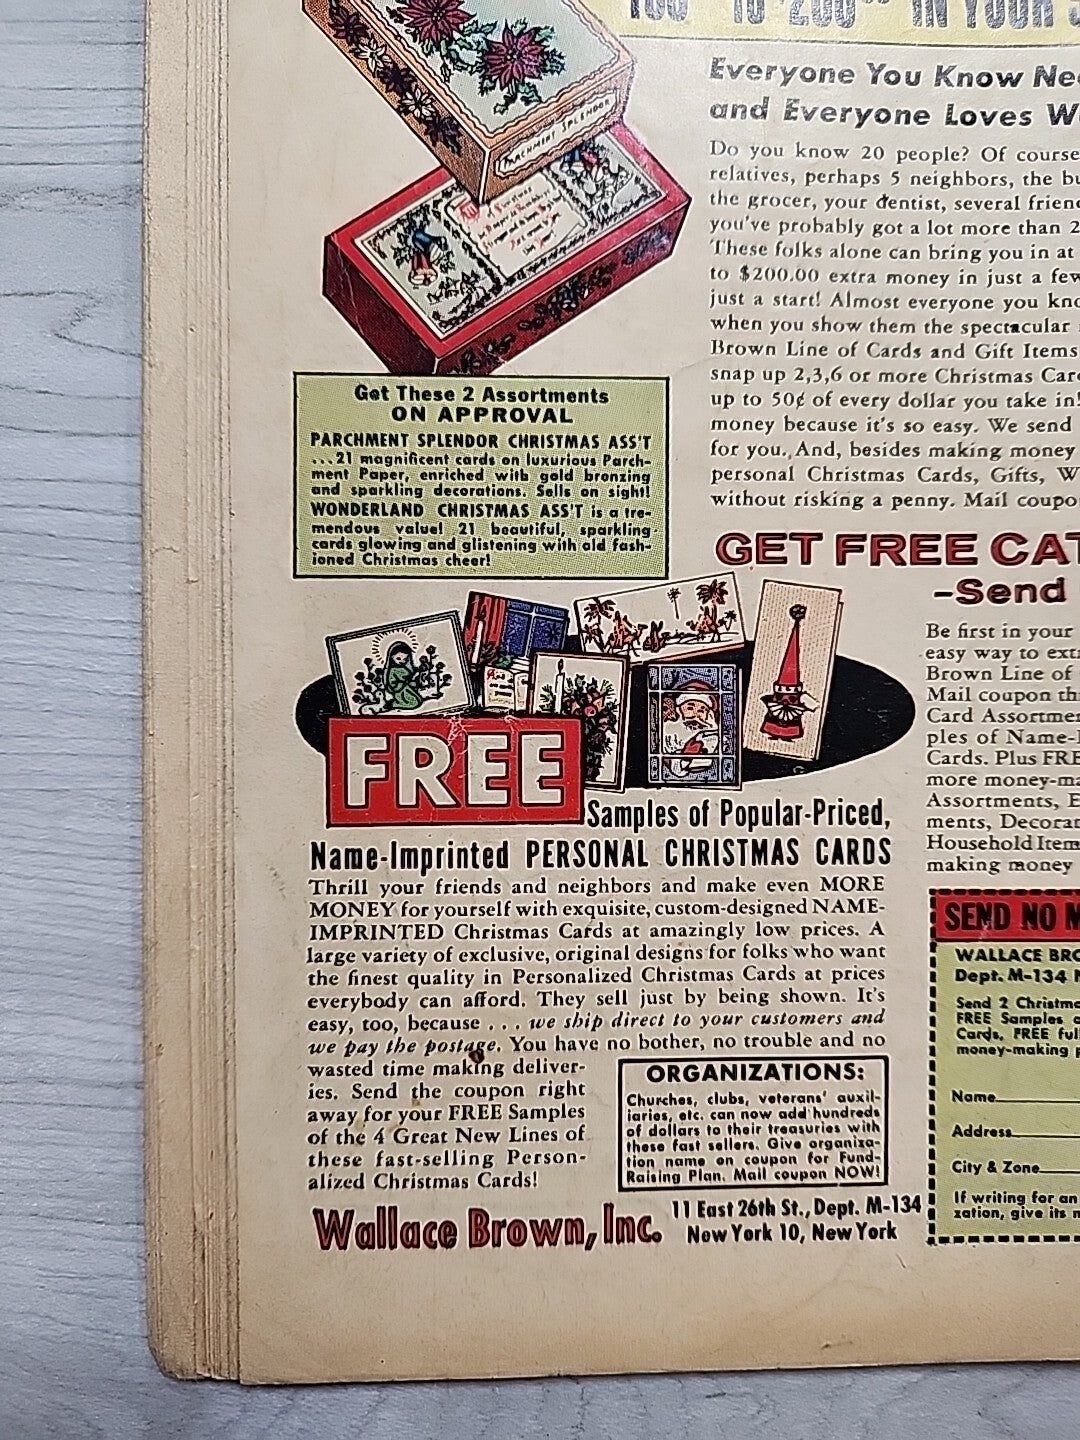 TO $200 IN YOUR
PARCHMENT SPLENDOR
Everyone You Know
and Everyone Loves
Do you know 20 people? Of course
relatives, perhaps 5 neighbors, the
the grocer, your dentist, several
you've probably got a lot more than
These folks alone can bring you in at
to $200.00 extra money in just a few
just a start! Almost everyone you
when you show them the spectacular
Brown Line of Cards and Gift Items
snap up 2,3,6 or more Christmas
up to 50¢ of every dollar you take in!
money because it's so easy. We send
for you. And, besides making money
personal Christmas Cards, Gifts,
without risking a penny. Mail
Get These 2 Assortments
ON APPROVAL
PARCHMENT SPLENDOR CHRISTMAS ASS'T
...21 magnificent cards on luxurious Parch-
ment Paper, enriched with gold bronzing
and sparkling decorations. Sells on sight!
WONDERLAND CHRISTMAS ASS'T is a tre-
mendous value! 21 beautiful, sparkling
cards glowing and glistening with old fash-
ioned Christmas cheer!
GET FREE
–Send
Be first in your
easy way to
Brown Line of
Mail coupon
Card
ples of
Cards. Plus
more
Assortments,
ments,
Household
making money
FREE
Samples of Popular-Priced,
Name-Imprinted PERSONAL CHRISTMAS CARDS
Thrill your friends and neighbors and make even MORE
MONEY for yourself with exquisite, custom-designed NAME-
IMPRINTED Christmas Cards at amazingly low prices. A
large variety of exclusive, original designs for folks who want
the finest quality in Personalized Christmas Cards at prices
everybody can afford. They sell just by being shown. It's
easy, too, because . . . we ship direct to your customers and
we pay the postage. You have no bother, no trouble and no
wasted time making deliver-
ies. Send the coupon right
away for your FREE Samples
of the 4 Great New Lines of
these fast-selling Person-
alized Christmas Cards!
ORGANIZATIONS:
Churches, clubs, veterans' auxil-
iaries, etc. can now add hundreds
of dollars to their treasuries with
these fast sellers. Give organiza-
tion name on coupon for Fund-
Raising Plan. Mail coupon NOW!
Wallace Brown, Inc.
11 East 26th St., Dept. M-134
New York 10, New York
SEND NO
WALLACE
Dept. M-134
Send 2
FREE Samples
Cards, FREE
money-making
Name
Address
City & Zone
If writing for an
zation, give its